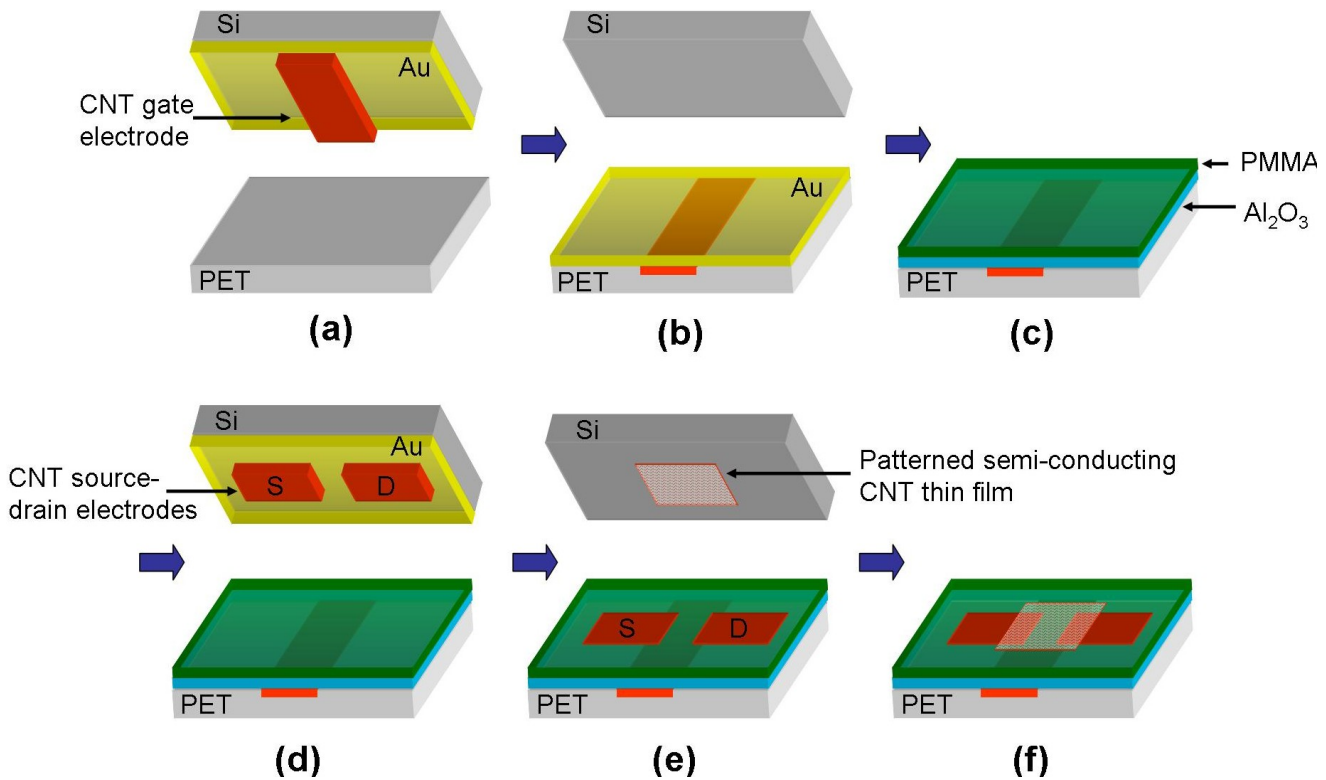 Si
Au
CNT gate
electrode
PET
(a)
Si
Au
PET
(b)
PMMA
Al₂O₃
PET
(c)
Si
Au
CNT source-
drain electrodes
S
D
PET
(d)
Si
Patterned semi-conducting
CNT thin film
S
D
PET
(e)
PET
(f)